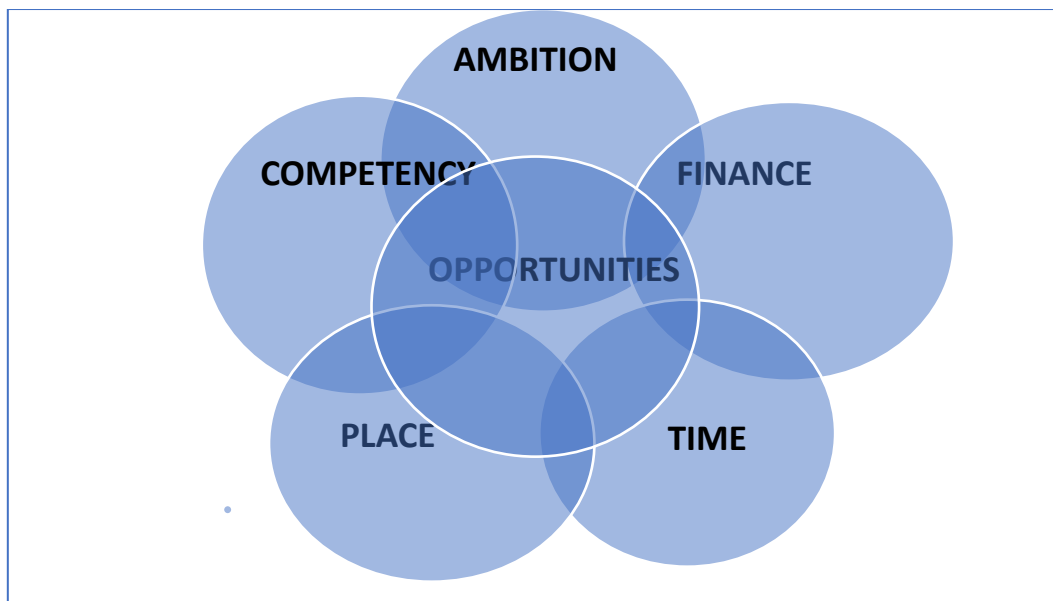 AMBITION
COMPETENCY
FINANCE
OPPORTUNITIES
PLACE
TIME